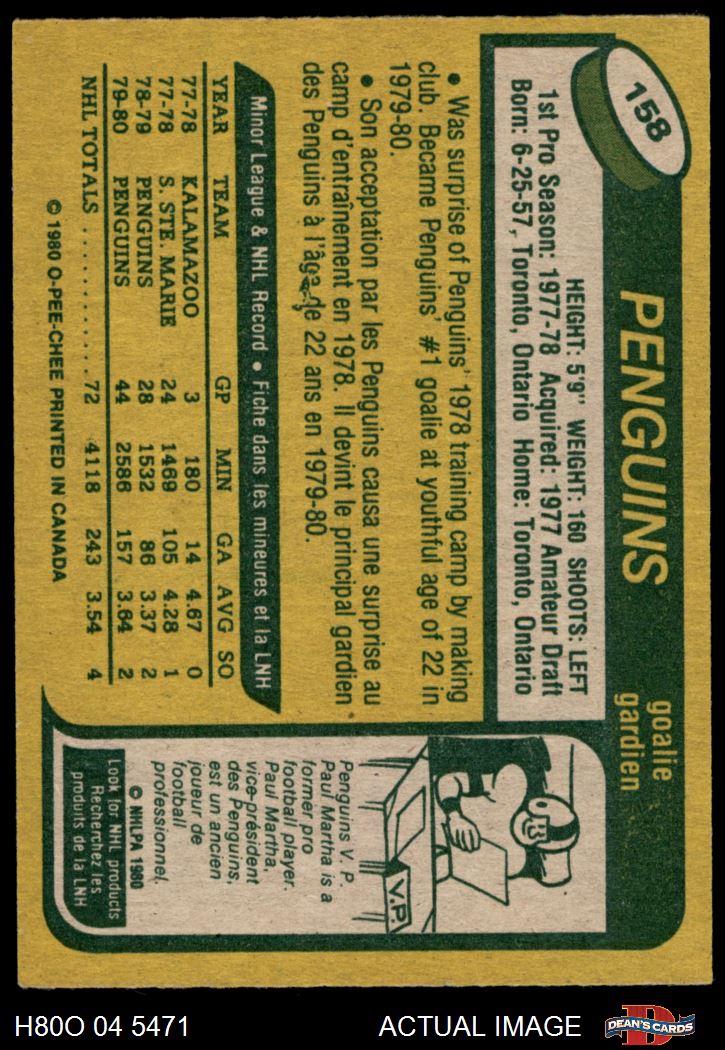 158
PENGUINS
goalie
gardien
HEIGHT: 5'9" WEIGHT: 160 SHOOTS: LEFT
1st Pro Season: 1977-78 Acquired: 1977 Amateur Draft
Born: 6-25-57, Toronto, Ontario Home: Toronto, Ontario
• Was surprise of Penguins' 1978 training camp by making
club. Became Penguins' #1 goalie at youthful age of 22 in
1979-80.
• Son acceptation par les Penguins causa une surprise au
camp d'entraînement en 1978. Il devint le principal gardien
des Penguins à l'âge de 22 ans en 1979-80.
Minor League & NHL Record • Fiche dans les mineures et la LNH
YEAR TEAM GP MIN GA AVG SO
77-78 KALAMAZOO 3 180 14 4.67 0
77-78 S. STE. MARIE 24 1469 105 4.28 1
78-79 PENGUINS 28 1532 86 3.37 2
79-80 PENGUINS 44 2586 157 3.64 2
NHL TOTALS ............ 72 4118 243 3.54 4
© 1980 O-PEE-CHEE PRINTED IN CANADA
V.P.
Penguins V. P.
Paul Martha is a
former pro
football player.
Paul Martha,
vice-président
des Penguins,
est un ancien
joueur de
football
professionnel.
© NHLPA 1980
Look for NHL products
Recherchez les
produits de la LNH
H80O 04 5471
ACTUAL IMAGE
D
DEAN'S CARDS